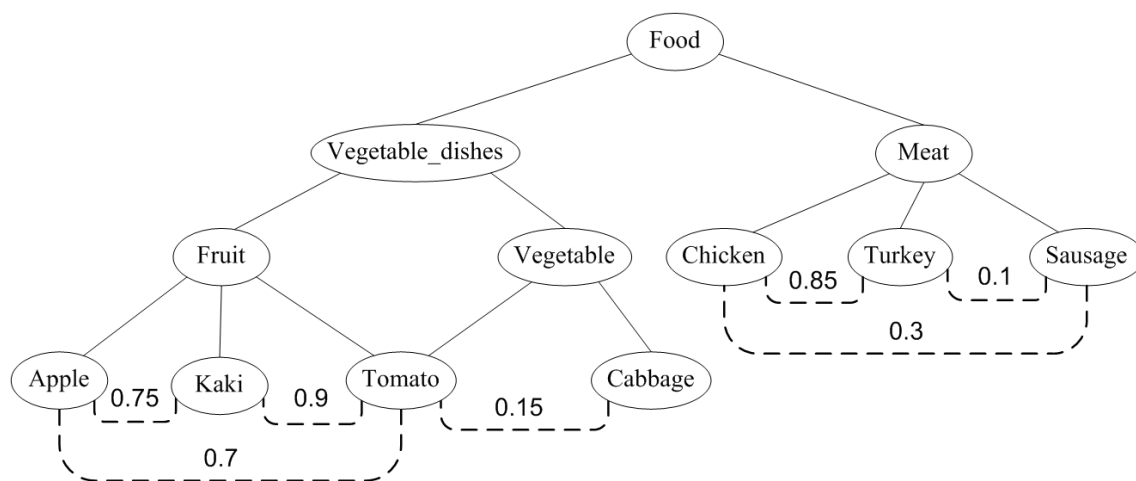 Food
Vegetable_dishes
Meat
Fruit
Vegetable
Chicken
Turkey
Sausage
0.85
0.1
0.3
Apple
Kaki
Tomato
Cabbage
0.75
0.9
0.15
0.7